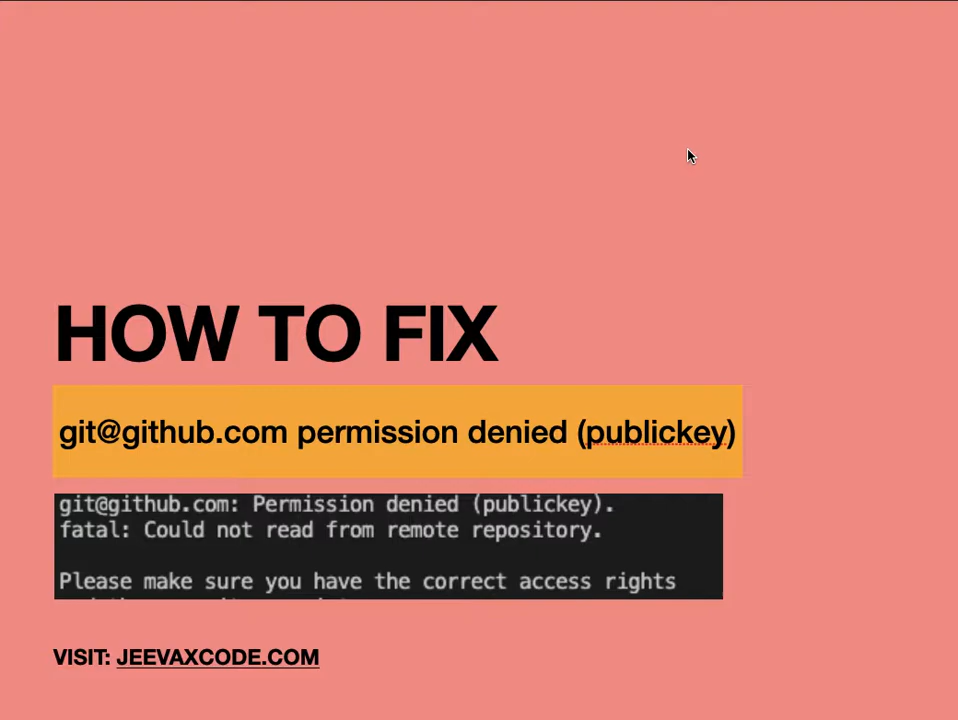 HOW TO FIX
git@github.com permission denied (publickey)
git@github.com: Permission denied (publickey).
fatal: Could not read from remote repository.
Please make sure you have the correct access rights
VISIT: JEEVAXCODE.COM